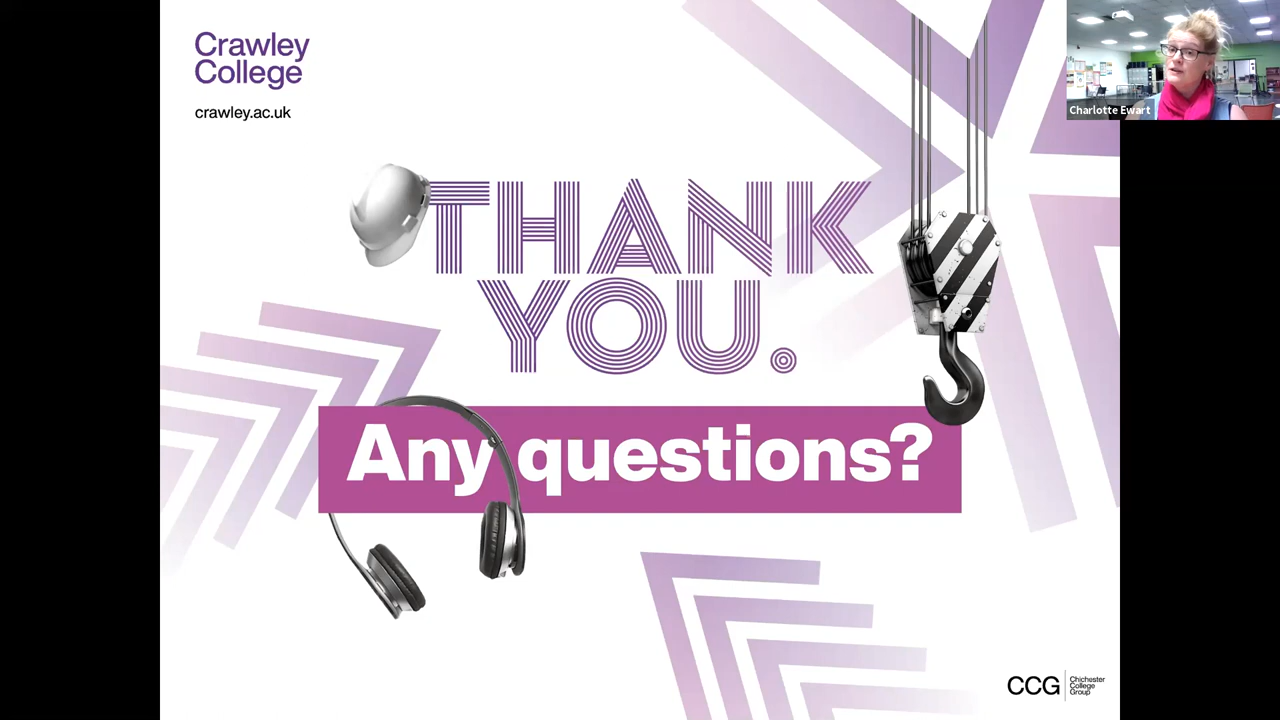 Crawley
College
crawley.ac.uk
Charlotte Ewart
THANK
YOU.
Any questions?
CCG
Chichester
College
Group